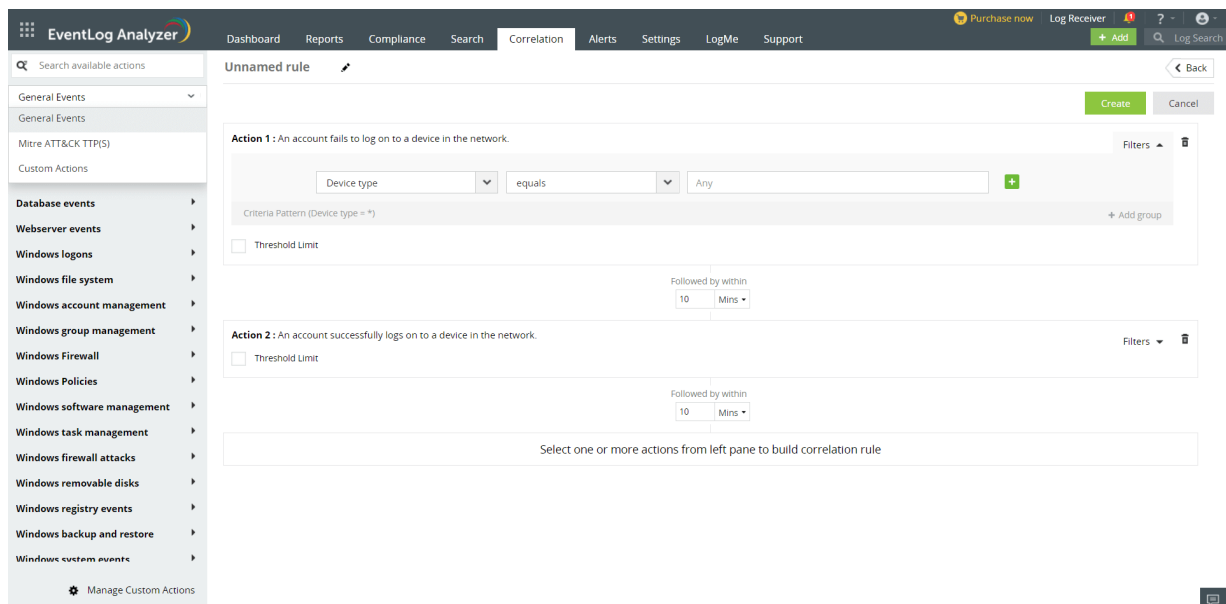 Purchase now Log Receiver ?
EventLog Analyzer
Dashboard Reports Compliance Search Correlation Alerts Settings LogMe Support + Add Log Search
Search available actions
Unnamed rule
Back
General Events
General Events
Mitre ATT&CK TTP(S)
Custom Actions
Database events
Webserver events
Windows logons
Windows file system
Windows account management
Windows group management
Windows Firewall
Windows Policies
Windows software management
Windows task management
Windows firewall attacks
Windows removable disks
Windows registry events
Windows backup and restore
Windows system events
Manage Custom Actions
Create Cancel
Action 1 : An account fails to log on to a device in the network.
Filters
Device type equals Any
Criteria Pattern (Device type = *) + Add group
Threshold Limit
Followed by within
10 Mins
Action 2 : An account successfully logs on to a device in the network.
Filters
Threshold Limit
Followed by within
10 Mins
Select one or more actions from left pane to build correlation rule